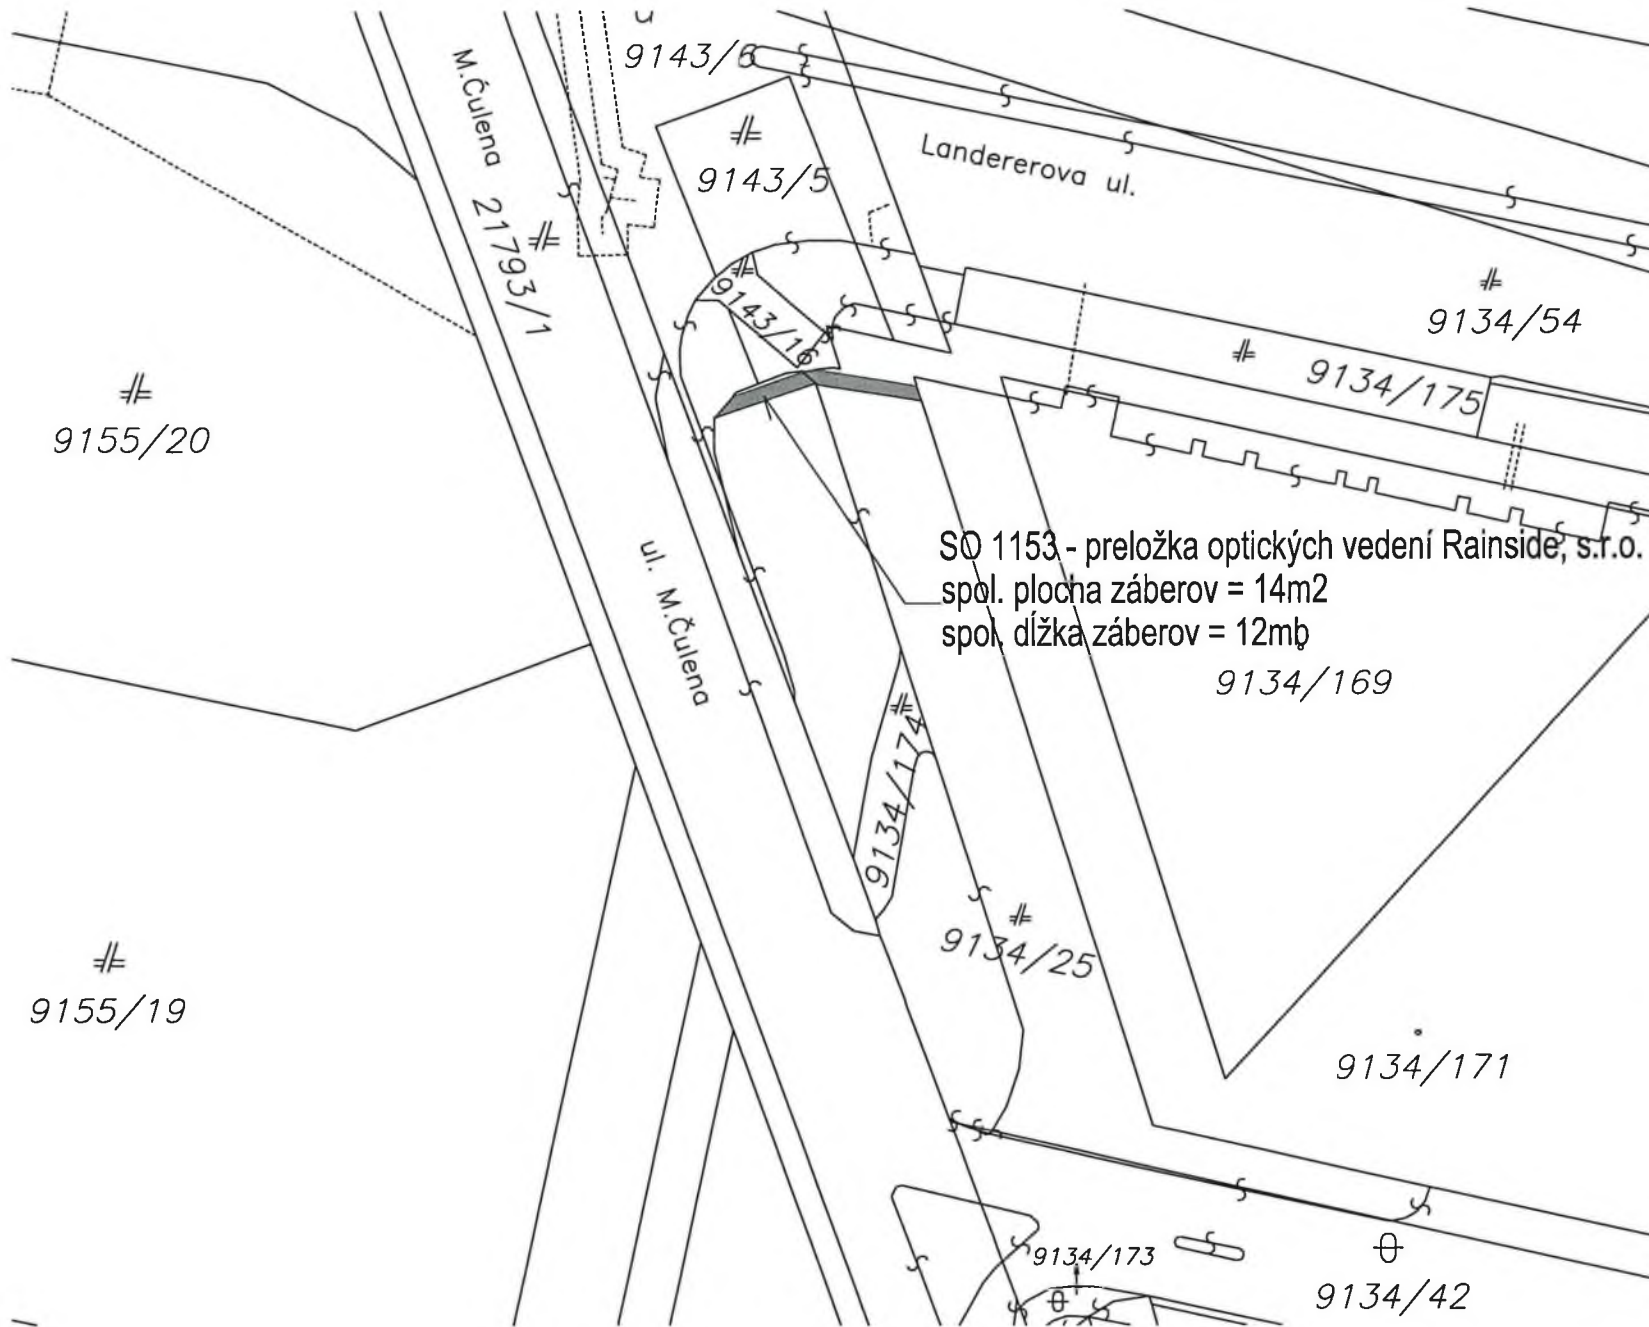 9143/6
M.Čulena 21793/1
9143/5
Landererova ul.
9143/16
9134/54
9134/175
9155/20
SO 1153 - preložka optických vedení Rainside, s.r.o.
spol. plocha záberov = 14m2
spol. dĺžka záberov = 12mb
ul. M.Čulena
9134/169
9134/174
9134/25
9155/19
9134/171
9134/173
9134/42